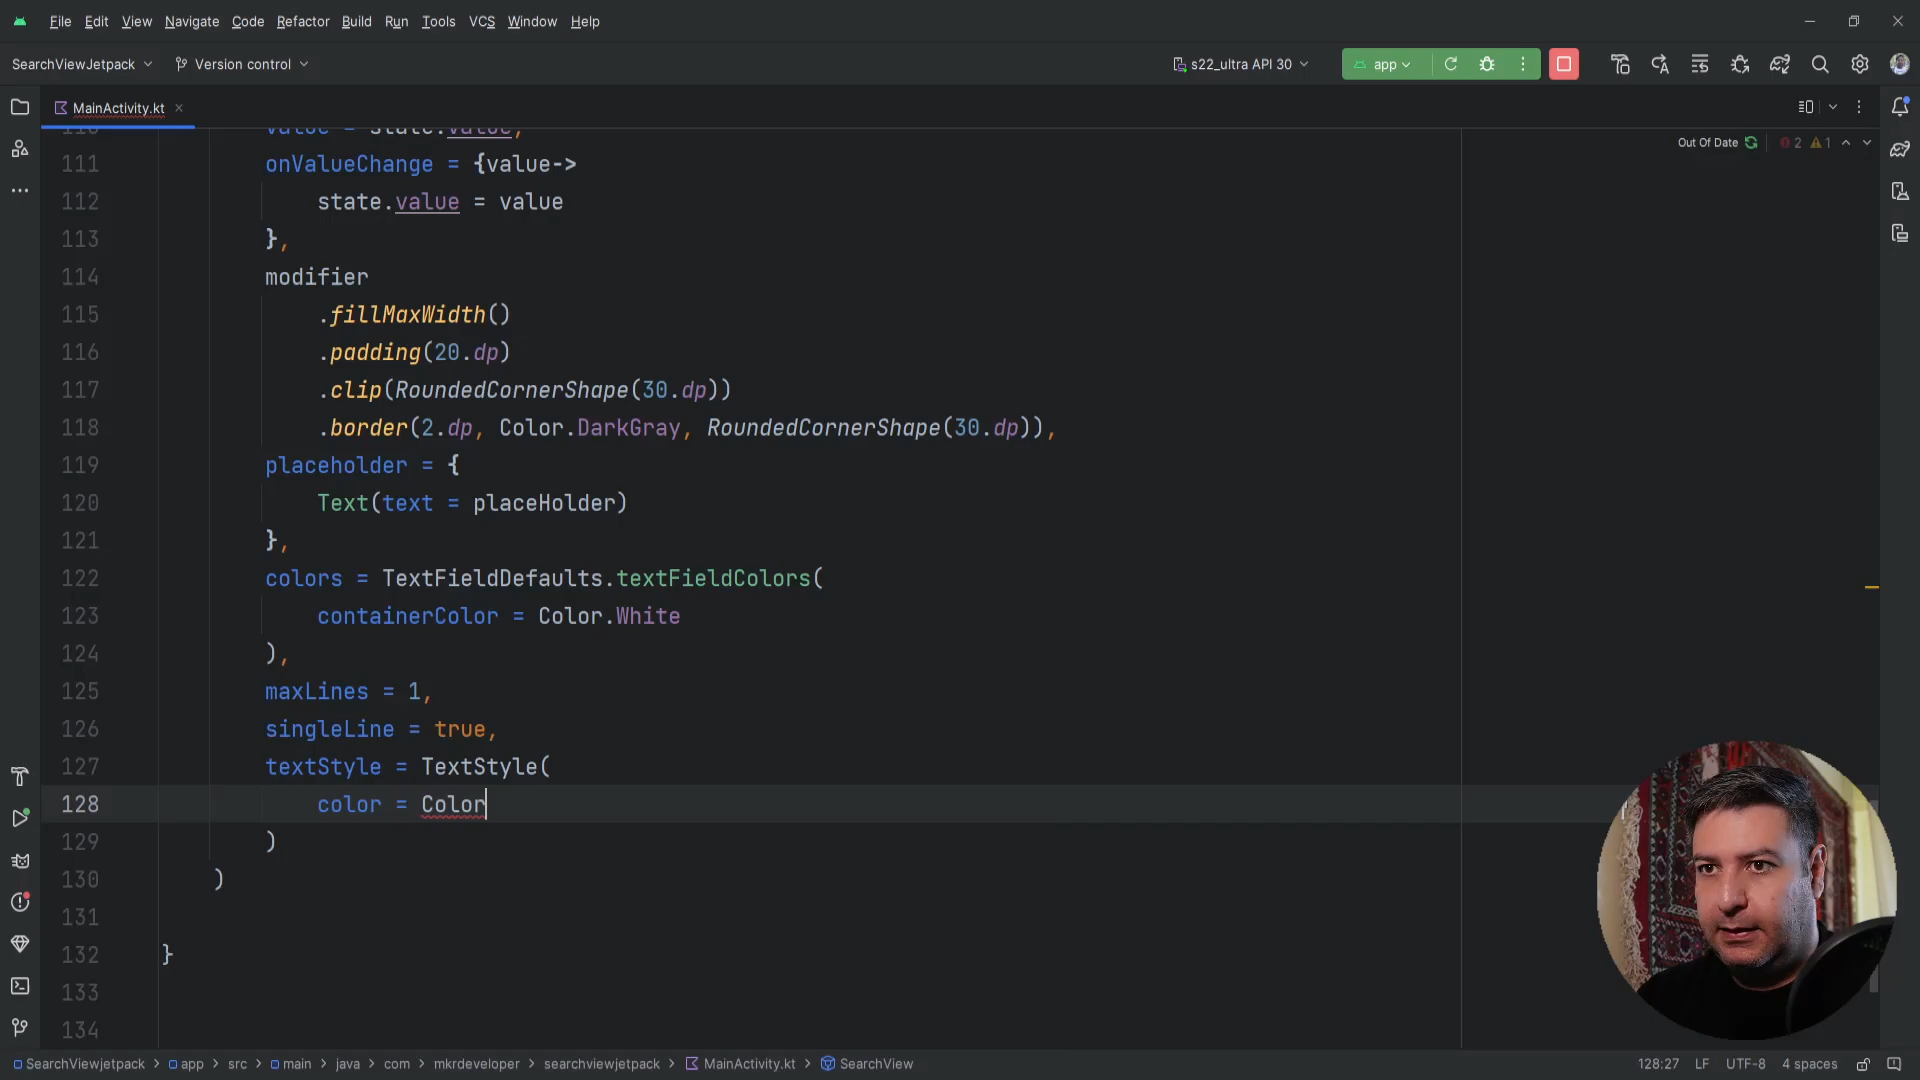 File Edit View Navigate Code Refactor Build Run Tools VCS Window Help
SearchViewJetpack Version control s22_ultra API 30 app
MainActivity.kt
Out Of Date 2 1
110 value = state.value,
111 onValueChange = {value->
112 state.value = value
113 },
114 modifier
115 .fillMaxWidth()
116 .padding(20.dp)
117 .clip(RoundedCornerShape(30.dp))
118 .border(2.dp, Color.DarkGray, RoundedCornerShape(30.dp)),
119 placeholder = {
120 Text(text = placeHolder)
121 },
122 colors = TextFieldDefaults.textFieldColors(
123 containerColor = Color.White
124 ),
125 maxLines = 1,
126 singleLine = true,
127 textStyle = TextStyle(
128 color = Color
129 )
130 )
131
132 }
133
134
SearchViewjetpack > app > src > main > java > com > mkrdeveloper > searchviewjetpack > MainActivity.kt > SearchView 128:27 LF UTF-8 4 spaces